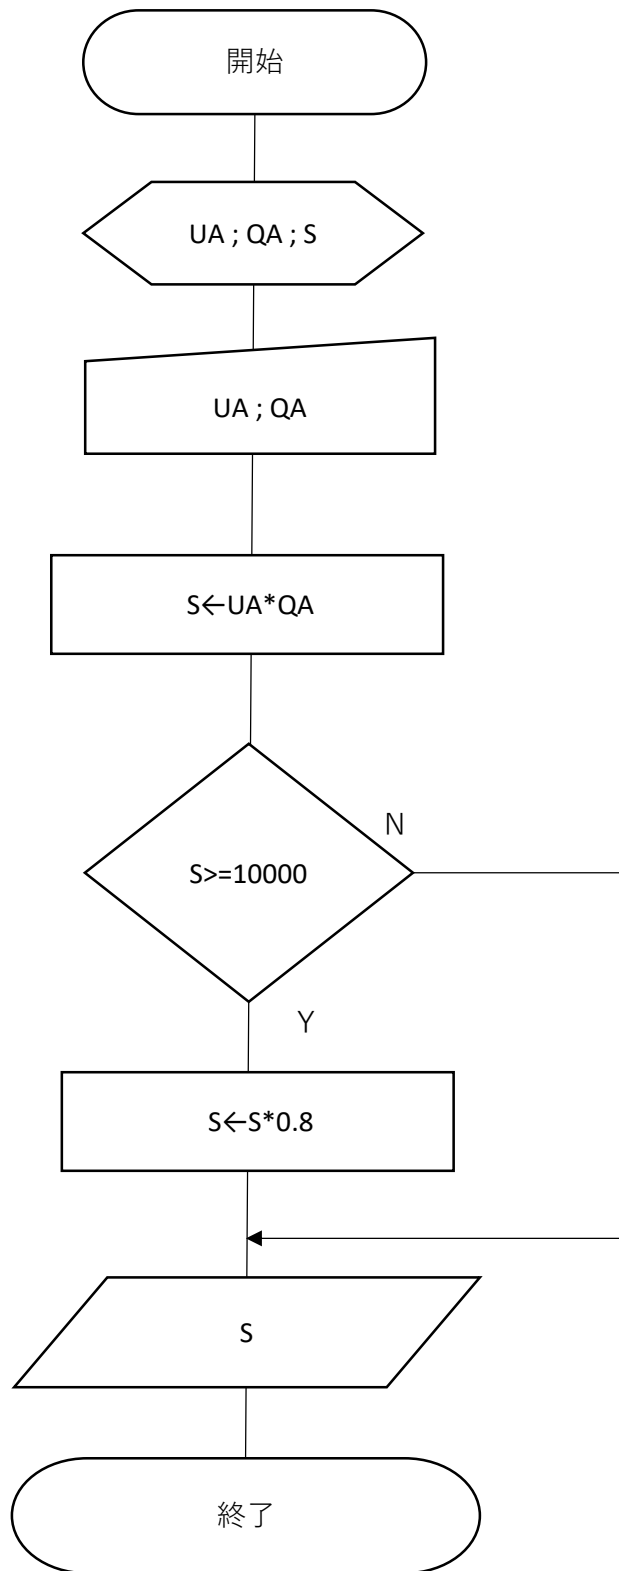 開始
UA ; QA ; S
UA ; QA
S←UA*QA
N
S>=10000
Y
S←S*0.8
S
終了